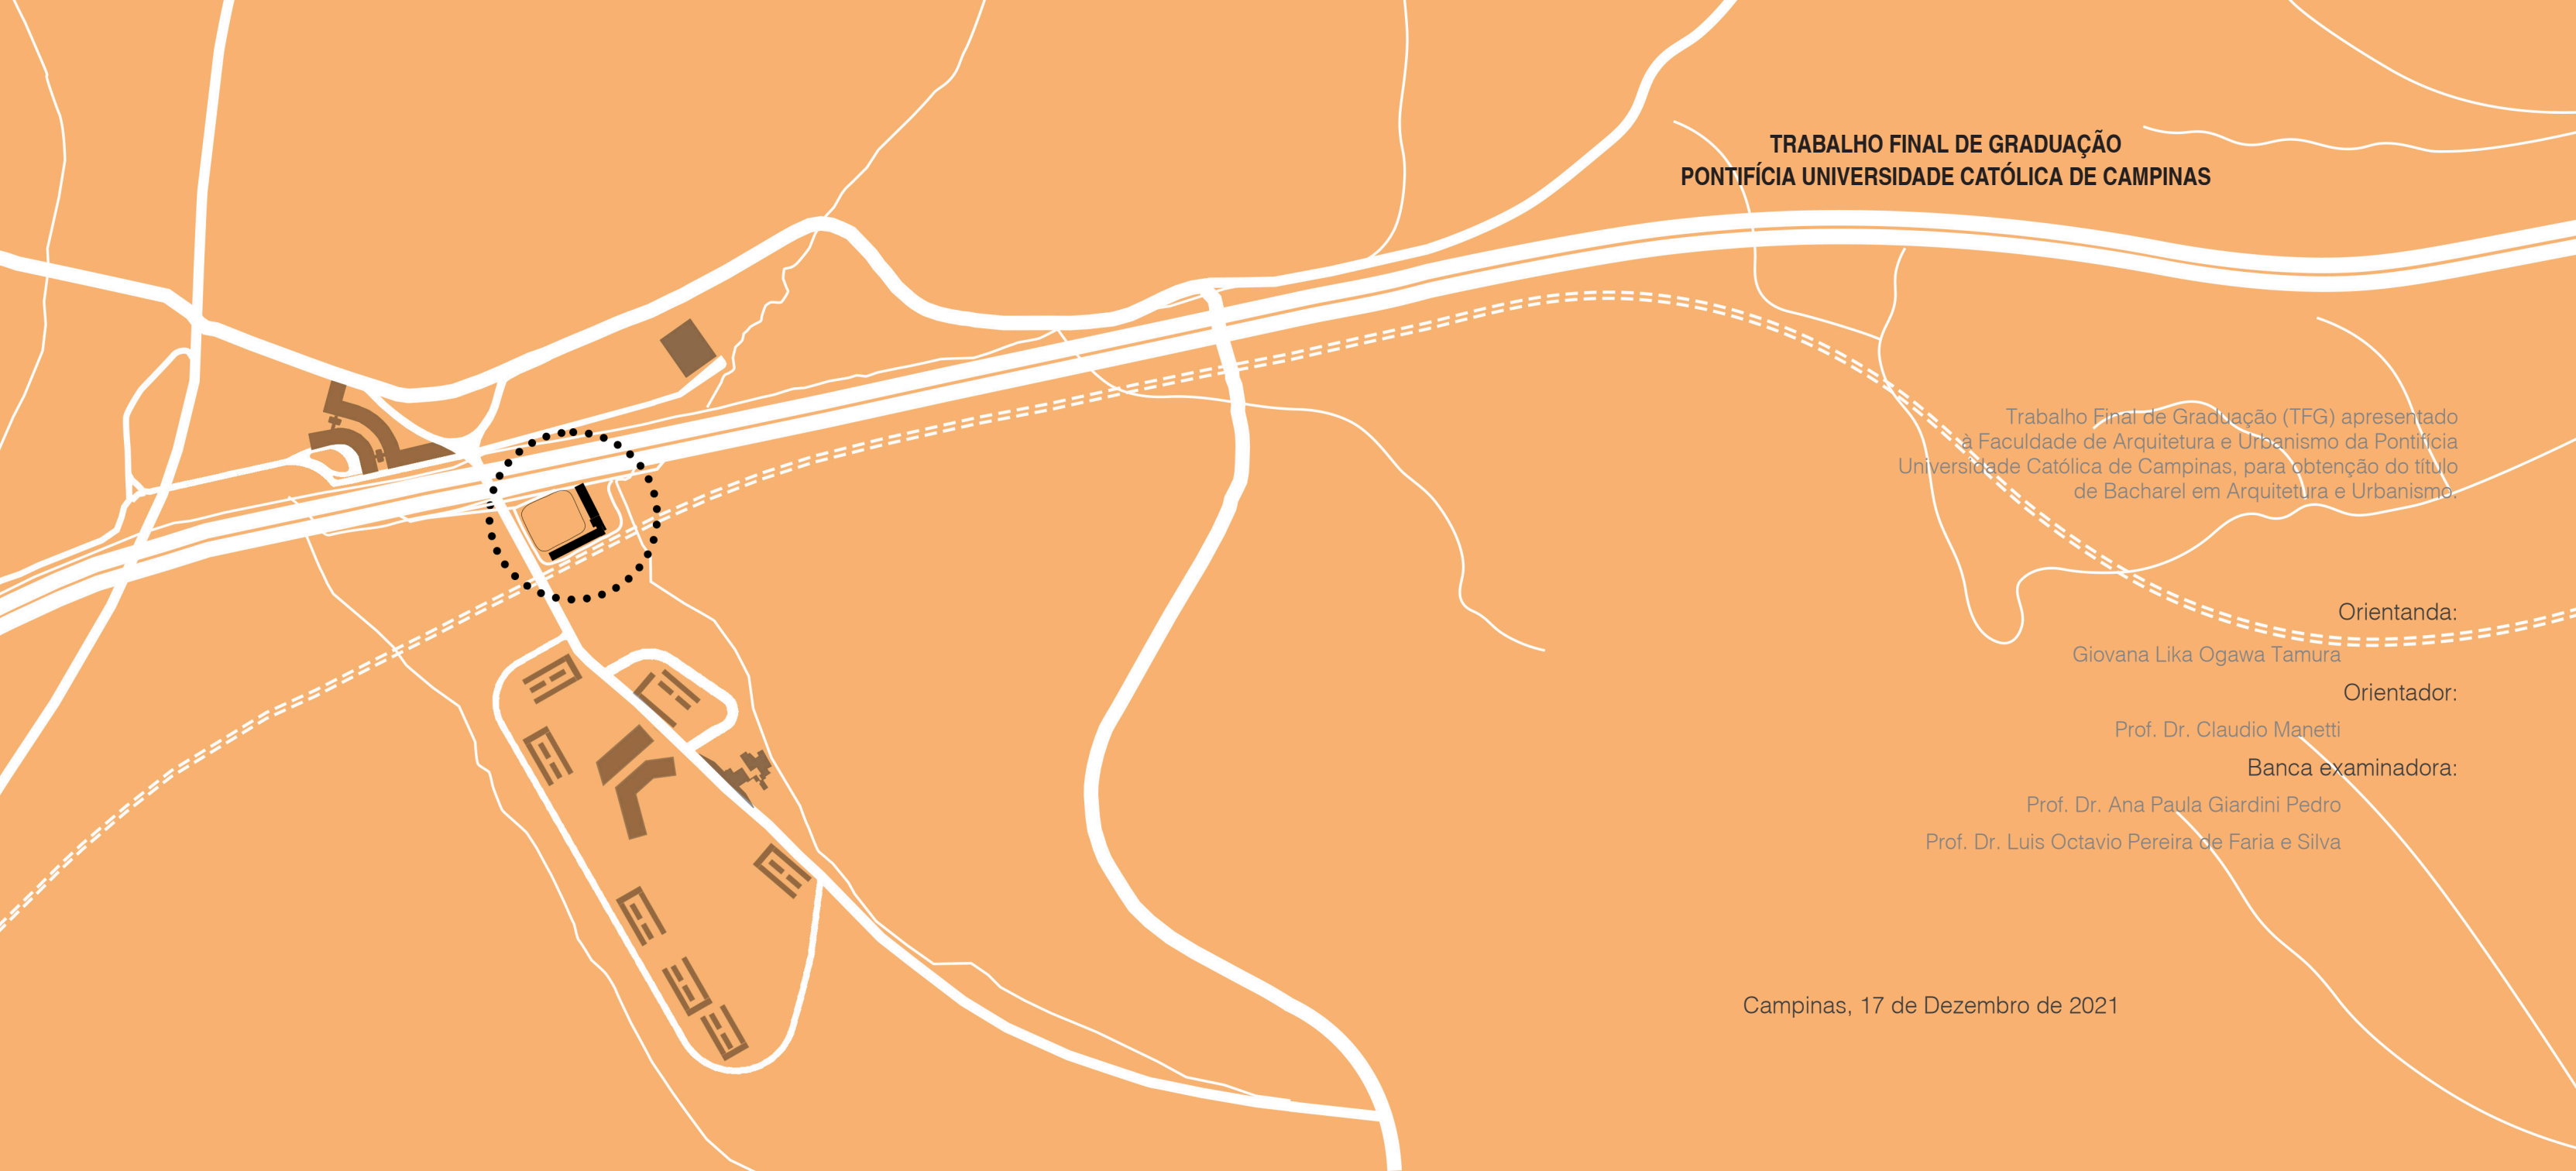 TRABALHO FINAL DE GRADUAÇÃO
PONTIFÍCIA UNIVERSIDADE CATÓLICA DE CAMPINAS
Trabalho Final de Graduação (TFG) apresentado
à Faculdade de Arquitetura e Urbanismo da Pontifícia
Universidade Católica de Campinas, para obtenção do título
de Bacharel em Arquitetura e Urbanismo.
Orientanda:
Giovana Lika Ogawa Tamura
Orientador:
Prof. Dr. Claudio Manetti
Banca examinadora:
Prof. Dr. Ana Paula Giardini Pedro
Prof. Dr. Luis Octavio Pereira de Faria e Silva
Campinas, 17 de Dezembro de 2021